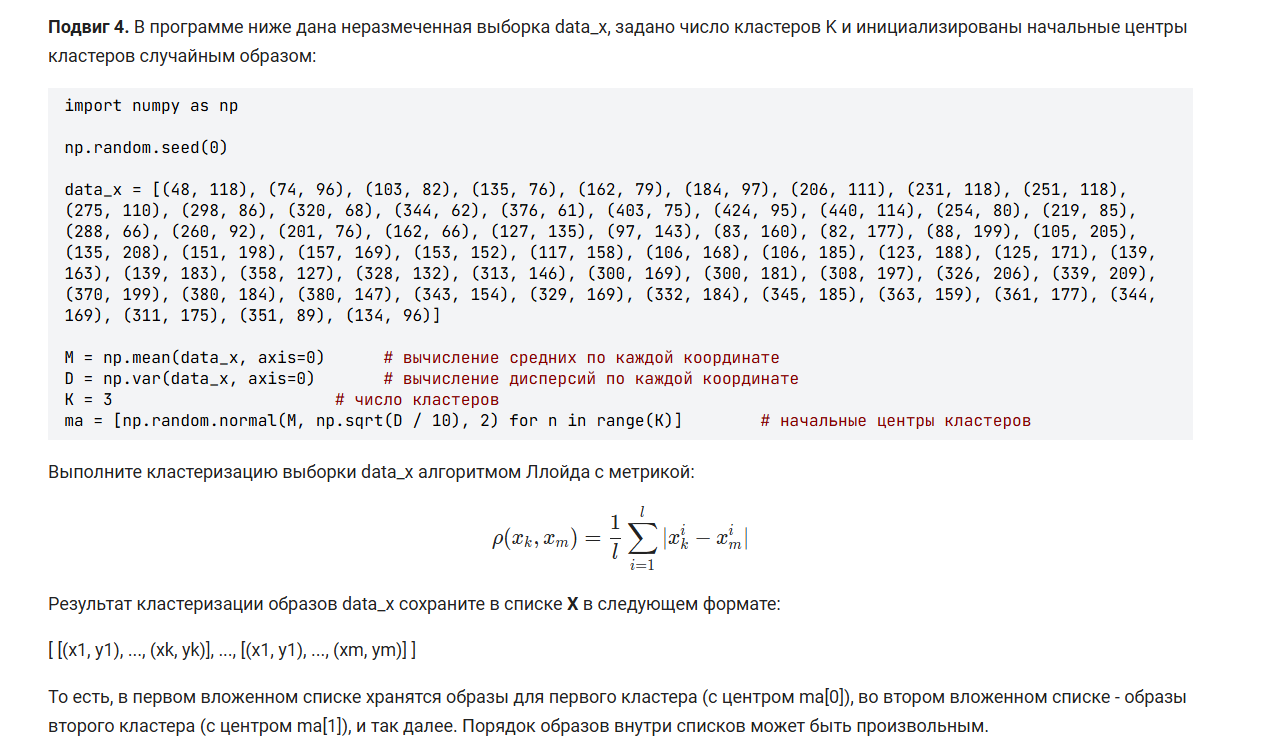 Подвиг 4. В программе ниже дана неразмеченная выборка data_x, задано число кластеров K и инициализированы начальные центры
кластеров случайным образом:
import numpy as np
np.random.seed(0)
data_x = [(48, 118), (74, 96), (103, 82), (135, 76), (162, 79), (184, 97), (206, 111), (231, 118), (251, 118),
(275, 110), (298, 86), (320, 68), (344, 62), (376, 61), (403, 75), (424, 95), (440, 114), (254, 80), (219, 85),
(288, 66), (260, 92), (201, 76), (162, 66), (127, 135), (97, 143), (83, 160), (82, 177), (88, 199), (105, 205),
(135, 208), (151, 198), (157, 169), (153, 152), (117, 158), (106, 168), (106, 185), (123, 188), (125, 171), (139,
163), (139, 183), (358, 127), (328, 132), (313, 146), (300, 169), (300, 181), (308, 197), (326, 206), (339, 209),
(370, 199), (380, 184), (380, 147), (343, 154), (329, 169), (332, 184), (345, 185), (363, 159), (361, 177), (344,
169), (311, 175), (351, 89), (134, 96)]
M = np.mean(data_x, axis=0) # вычисление средних по каждой координате
D = np.var(data_x, axis=0) # вычисление дисперсий по каждой координате
K = 3 # число кластеров
ma = [np.random.normal(M, np.sqrt(D / 10), 2) for n in range(K)] # начальные центры кластеров
Выполните кластеризацию выборки data_x алгоритмом Ллойда с метрикой:
ρ(x_k, x_m) = \frac{1}{l} \sum_{i=1}^{l} |x_k^i − x_m^i|
Результат кластеризации образов data_x сохраните в списке X в следующем формате:
[ [(x1, y1), ..., (xk, yk)], ..., [(x1, y1), ..., (xm, ym)] ]
То есть, в первом вложенном списке хранятся образы для первого кластера (с центром ma[0]), во втором вложенном списке - образы
второго кластера (с центром ma[1]), и так далее. Порядок образов внутри списков может быть произвольным.